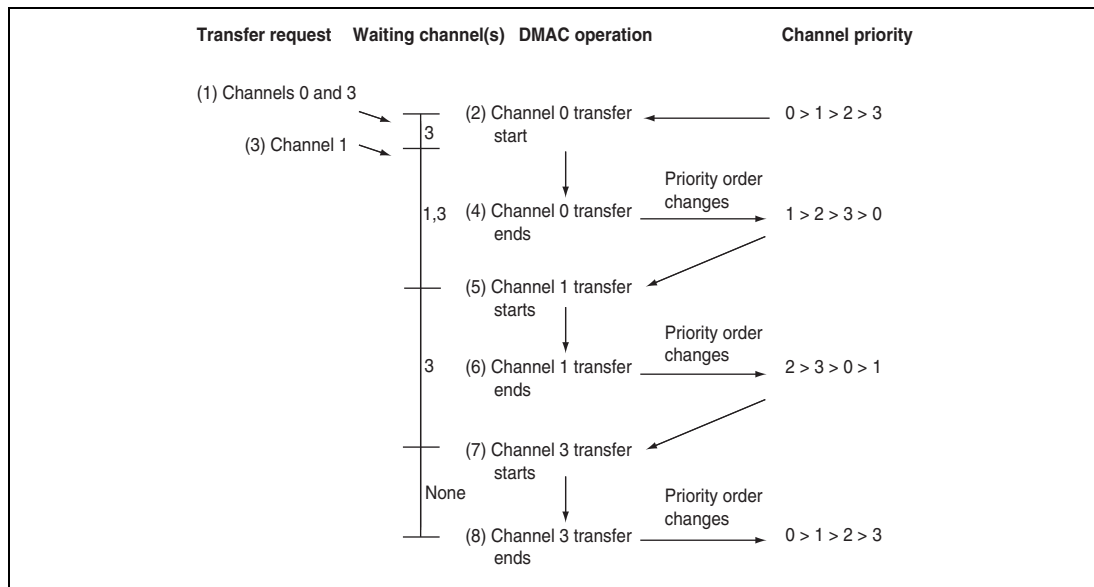 Transfer request Waiting channel(s) DMAC operation Channel priority
(1) Channels 0 and 3
(2) Channel 0 transfer
start
0 > 1 > 2 > 3
3
(3) Channel 1
Priority order
changes
1,3
(4) Channel 0 transfer
ends
1 > 2 > 3 > 0
(5) Channel 1 transfer
starts
Priority order
changes
3
(6) Channel 1 transfer
ends
2 > 3 > 0 > 1
(7) Channel 3 transfer
starts
None
Priority order
changes
(8) Channel 3 transfer
ends
0 > 1 > 2 > 3